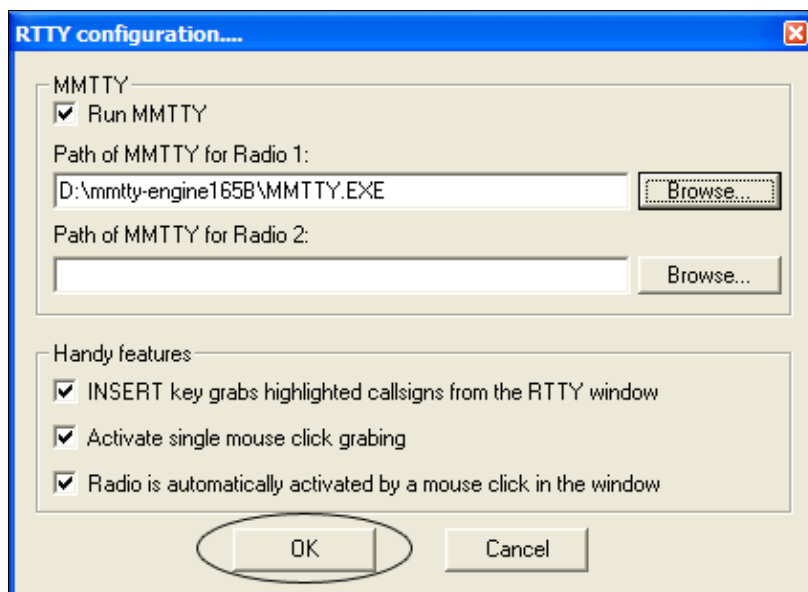 RTTY configuration....
MMTTY
Run MMTTY
Path of MMTTY for Radio 1:
D:\mmtty-engine165B\MMTTY.EXE
Browse...
Path of MMTTY for Radio 2:
Browse...
Handy features
INSERT key grabs highlighted callsigns from the RTTY window
Activate single mouse click grabing
Radio is automatically activated by a mouse click in the window
OK
Cancel